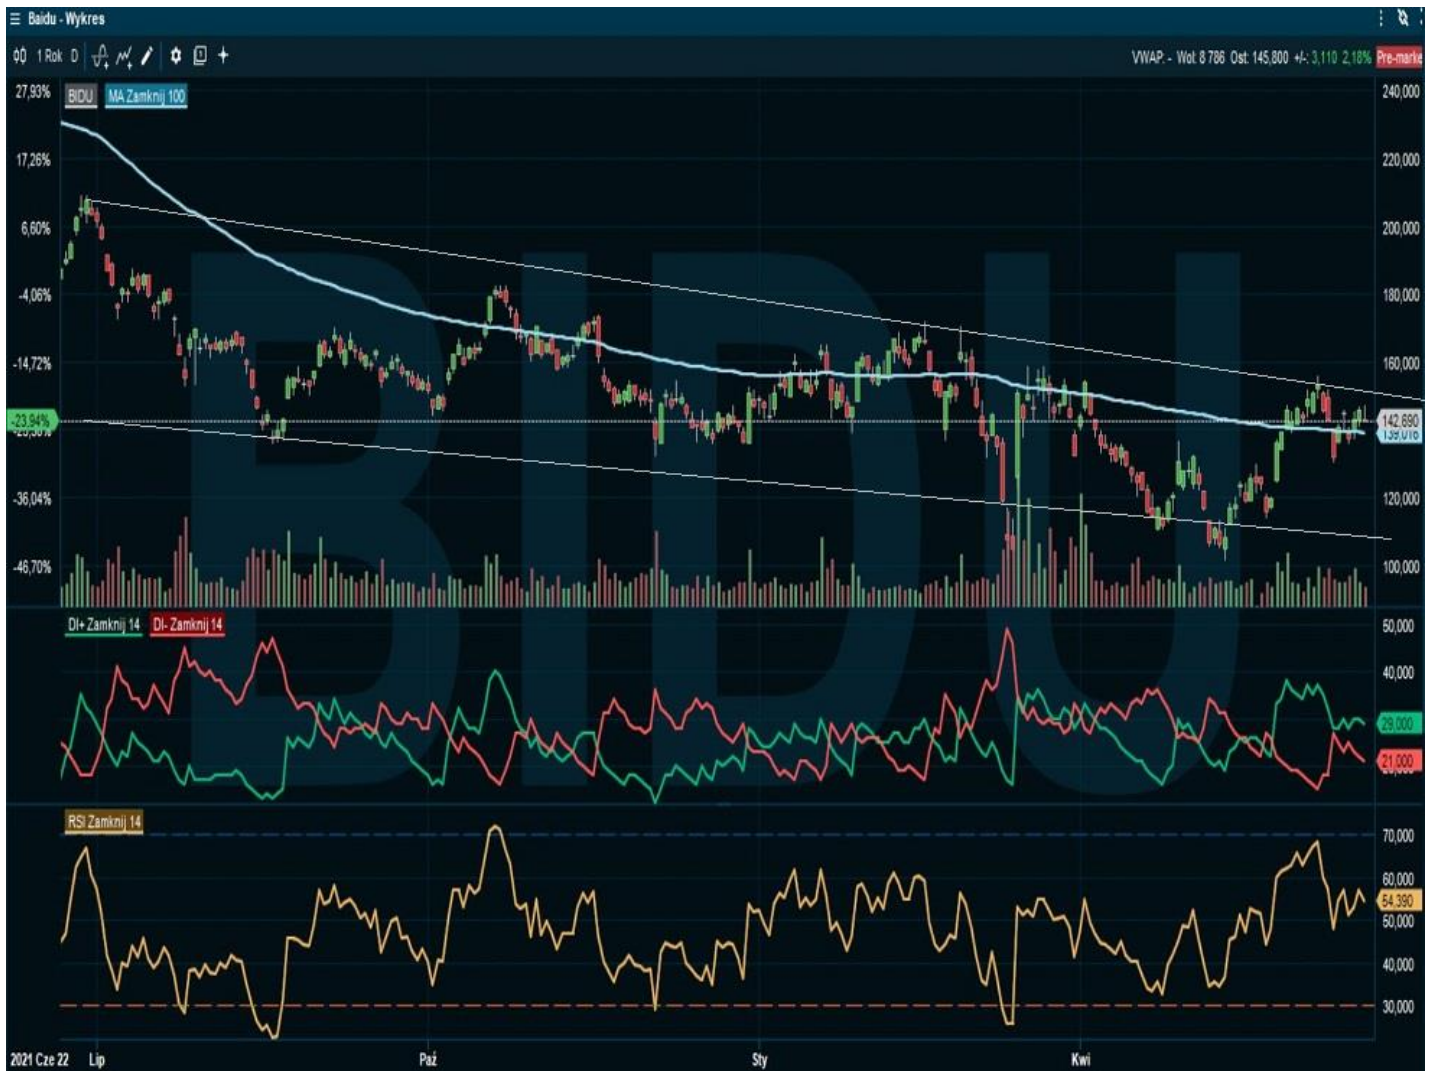 Baidu - Wykres
1 Rok D VWAP: - Wol: 8 786 Ost: 145,800 +/-: 3,110 2,18% Pre-marke
27,93% BIDU MA Zamknij 100 240,000
17,26% 220,000
6,60% 200,000
-4,06% 180,000
-14,72% 160,000
-23,94% 142,690
139,016
-36,04% 120,000
-46,70% 100,000
BIDU
DI+ Zamknij 14 DI- Zamknij 14 50,000
40,000
29,000
21,000
RSI Zamknij 14 70,000
60,000
54,390
50,000
40,000
30,000
2021 Cze 22 Lip Paź Sty Kwi